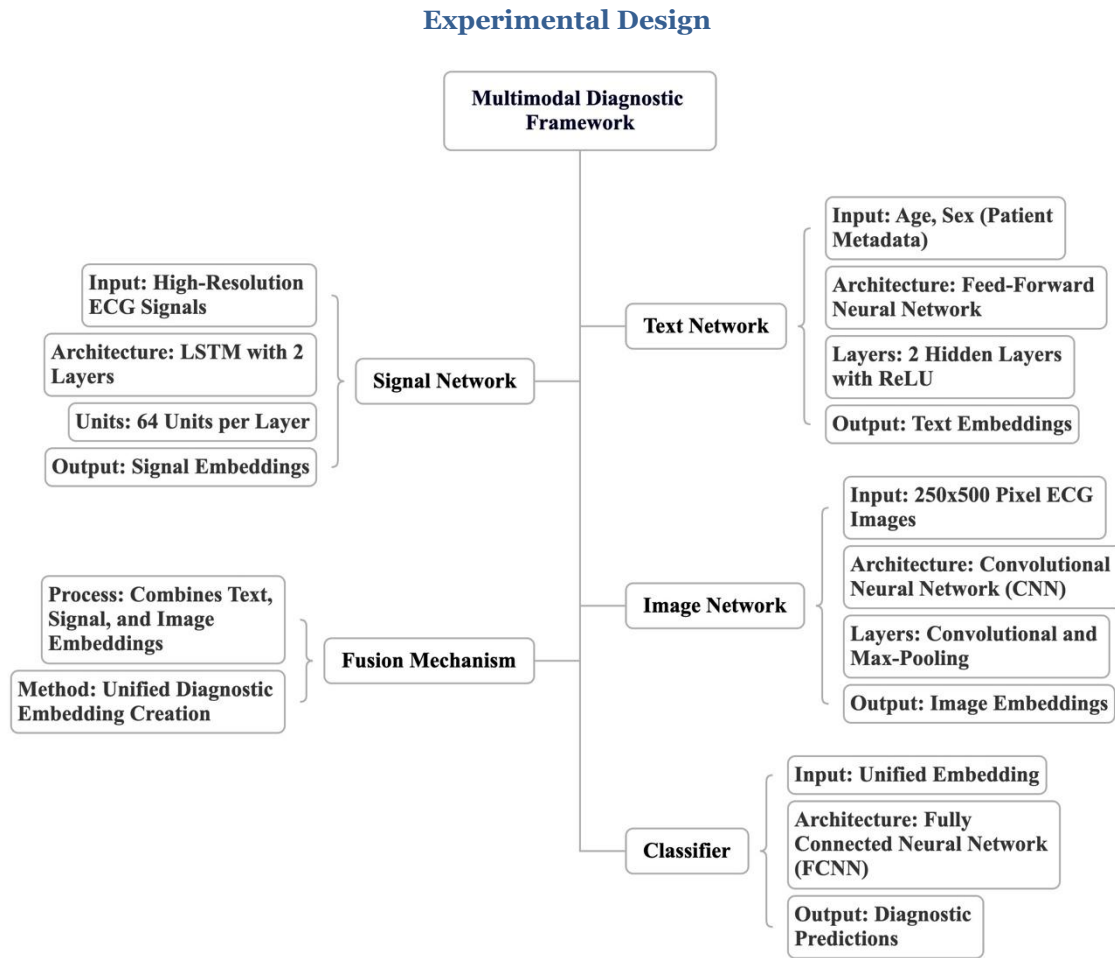 Experimental Design
Multimodal Diagnostic
Framework
Input: High-Resolution
ECG Signals
Architecture: LSTM with 2
Layers
Units: 64 Units per Layer
Output: Signal Embeddings
Signal Network
Text Network
Input: Age, Sex (Patient
Metadata)
Architecture: Feed-Forward
Neural Network
Layers: 2 Hidden Layers
with ReLU
Output: Text Embeddings
Process: Combines Text,
Signal, and Image
Embeddings
Method: Unified Diagnostic
Embedding Creation
Fusion Mechanism
Image Network
Input: 250x500 Pixel ECG
Images
Architecture: Convolutional
Neural Network (CNN)
Layers: Convolutional and
Max-Pooling
Output: Image Embeddings
Classifier
Input: Unified Embedding
Architecture: Fully
Connected Neural Network
(FCNN)
Output: Diagnostic
Predictions